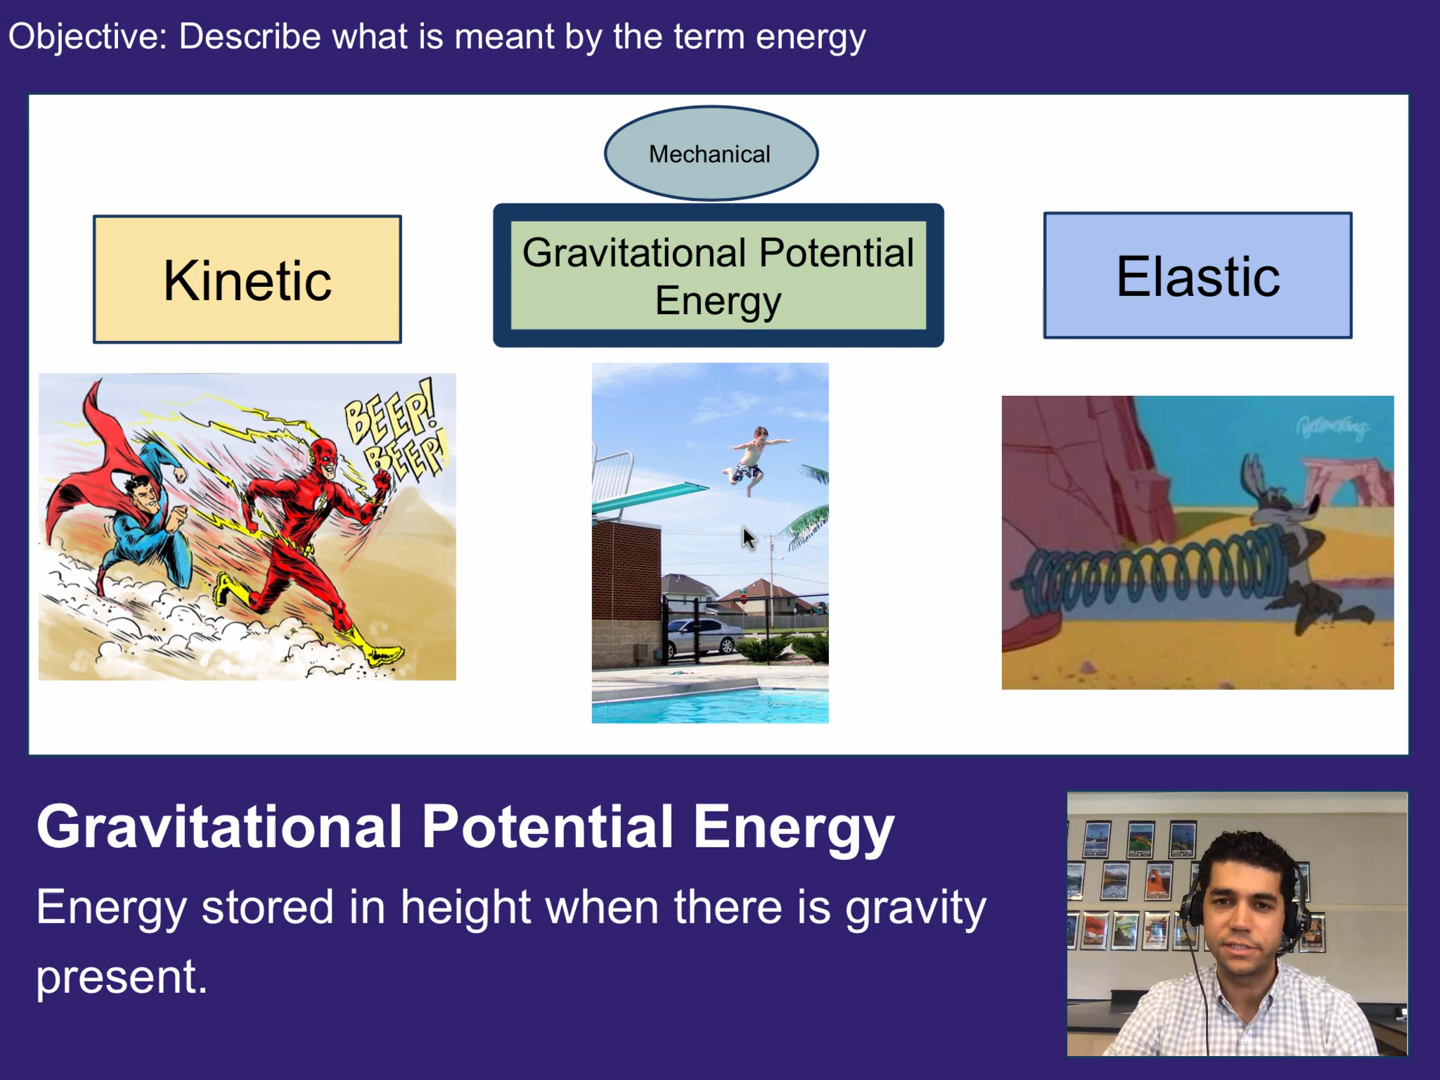 Objective: Describe what is meant by the term energy
Mechanical
Kinetic
Gravitational Potential
Energy
Elastic
BEEP!
BEEP!
Boomerang
Gravitational Potential Energy
Energy stored in height when there is gravity
present.